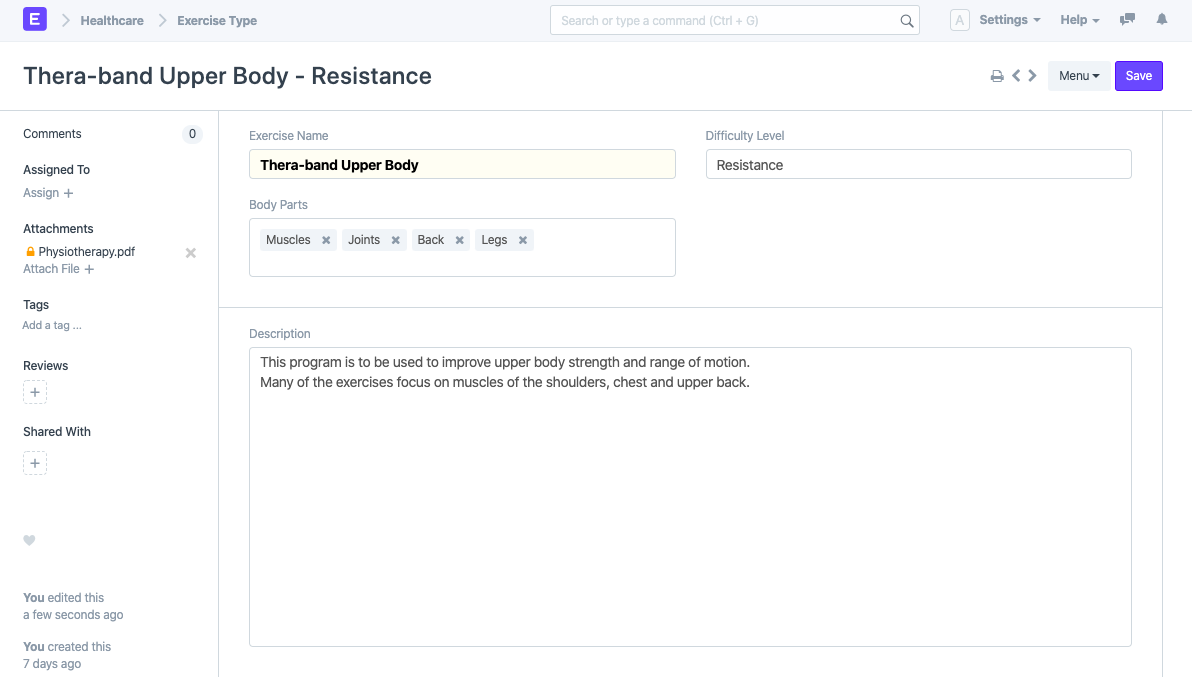 E Healthcare Exercise Type Search or type a command (Ctrl + G) A Settings Help
Thera-band Upper Body - Resistance Menu Save
Comments 0
Assigned To
Assign +
Attachments
Physiotherapy.pdf
Attach File +
Tags
Add a tag ...
Reviews
+
Shared With
+
You edited this
a few seconds ago
You created this
7 days ago
Exercise Name
Thera-band Upper Body
Difficulty Level
Resistance
Body Parts
Muscles Joints Back Legs
Description
This program is to be used to improve upper body strength and range of motion.
Many of the exercises focus on muscles of the shoulders, chest and upper back.